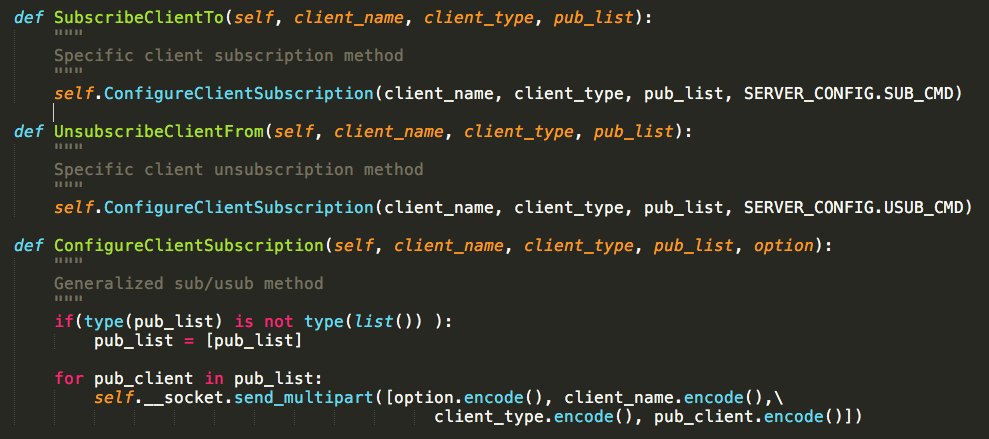 def SubscribeClientTo(self, client_name, client_type, pub_list):
    """
    Specific client subscription method
    """
    self.ConfigureClientSubscription(client_name, client_type, pub_list, SERVER_CONFIG.SUB_CMD)
def UnsubscribeClientFrom(self, client_name, client_type, pub_list):
    """
    Specific client unsubscription method
    """
    self.ConfigureClientSubscription(client_name, client_type, pub_list, SERVER_CONFIG.USUB_CMD)
def ConfigureClientSubscription(self, client_name, client_type, pub_list, option):
    """
    Generalized sub/usub method
    """
    if(type(pub_list) is not type(list()) ):
        pub_list = [pub_list]
    for pub_client in pub_list:
        self.__socket.send_multipart([option.encode(), client_name.encode(),\
                                          client_type.encode(), pub_client.encode()])